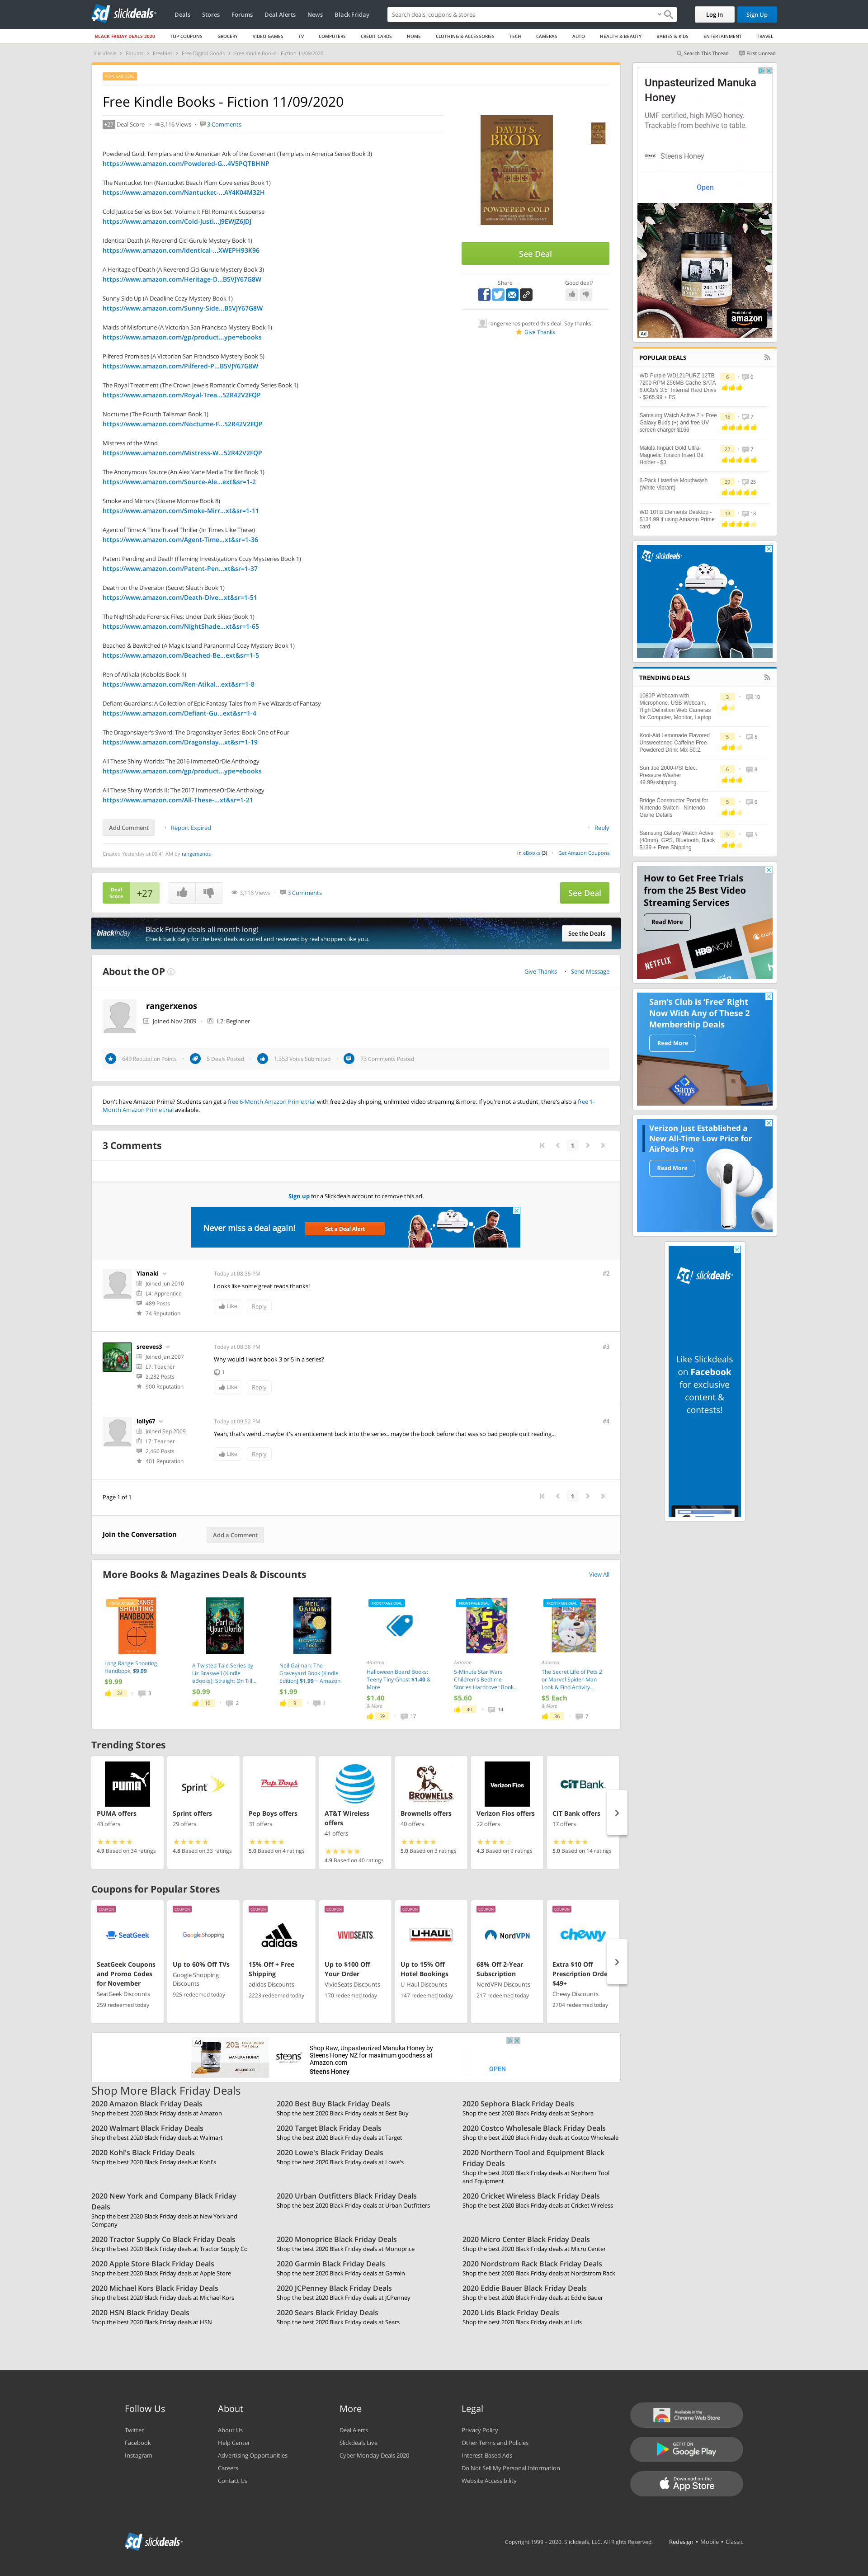 slickdeals
Deals
Stores
Forums
Deal Alerts
News
Black Friday
Search deals, coupons & stores
Log In
Sign Up
BLACK FRIDAY DEALS 2020
TOP COUPONS
GROCERY
VIDEO GAMES
TV
COMPUTERS
CREDIT CARDS
HOME
CLOTHING & ACCESSORIES
TECH
CAMERAS
AUTO
HEALTH & BEAUTY
BABIES & KIDS
ENTERTAINMENT
TRAVEL
Slickdeals › Forums › Freebies › Free Digital Goods › Free Kindle Books - Fiction 11/09/2020
Search This Thread
First Unread
POPULAR DEAL
Free Kindle Books - Fiction 11/09/2020
+27 Deal Score
3,116 Views
3 Comments
Powdered Gold: Templars and the American Ark of the Covenant (Templars in America Series Book 3)
https://www.amazon.com/Powdered-G...4V5PQTBHNP
The Nantucket Inn (Nantucket Beach Plum Cove series Book 1)
https://www.amazon.com/Nantucket-...AY4K04M32H
Cold Justice Series Box Set: Volume I: FBI Romantic Suspense
https://www.amazon.com/Cold-Justi...J9EWJZ6JDJ
Identical Death (A Reverend Cici Gurule Mystery Book 1)
https://www.amazon.com/Identical-...XWEPH93K96
A Heritage of Death (A Reverend Cici Gurule Mystery Book 3)
https://www.amazon.com/Heritage-D...B5VJY67G8W
Sunny Side Up (A Deadline Cozy Mystery Book 1)
https://www.amazon.com/Sunny-Side...B5VJY67G8W
Maids of Misfortune (A Victorian San Francisco Mystery Book 1)
https://www.amazon.com/gp/product...ype=ebooks
Pilfered Promises (A Victorian San Francisco Mystery Book 5)
https://www.amazon.com/Pilfered-P...B5VJY67G8W
The Royal Treatment (The Crown Jewels Romantic Comedy Series Book 1)
https://www.amazon.com/Royal-Trea...52R42V2FQP
Nocturne (The Fourth Talisman Book 1)
https://www.amazon.com/Nocturne-F...52R42V2FQP
Mistress of the Wind
https://www.amazon.com/Mistress-W...52R42V2FQP
The Anonymous Source (An Alex Vane Media Thriller Book 1)
https://www.amazon.com/Source-Ale...ext&sr=1-2
Smoke and Mirrors (Sloane Monroe Book 8)
https://www.amazon.com/Smoke-Mirr...xt&sr=1-11
Agent of Time: A Time Travel Thriller (In Times Like These)
https://www.amazon.com/Agent-Time...xt&sr=1-36
Patent Pending and Death (Fleming Investigations Cozy Mysteries Book 1)
https://www.amazon.com/Patent-Pen...xt&sr=1-37
Death on the Diversion (Secret Sleuth Book 1)
https://www.amazon.com/Death-Dive...xt&sr=1-51
The NightShade Forensic Files: Under Dark Skies (Book 1)
https://www.amazon.com/NightShade...xt&sr=1-65
Beached & Bewitched (A Magic Island Paranormal Cozy Mystery Book 1)
https://www.amazon.com/Beached-Be...ext&sr=1-5
Ren of Atikala (Kobolds Book 1)
https://www.amazon.com/Ren-Atikal...ext&sr=1-8
Defiant Guardians: A Collection of Epic Fantasy Tales from Five Wizards of Fantasy
https://www.amazon.com/Defiant-Gu...ext&sr=1-4
The Dragonslayer's Sword: The Dragonslayer Series: Book One of Four
https://www.amazon.com/Dragonslay...xt&sr=1-19
All These Shiny Worlds: The 2016 ImmerseOrDie Anthology
https://www.amazon.com/gp/product...ype=ebooks
All These Shiny Worlds II: The 2017 ImmerseOrDie Anthology
https://www.amazon.com/All-These-...xt&sr=1-21
Add Comment
Report Expired
Reply
Created Yesterday at 09:41 AM by rangerxenos
in eBooks (3)
Get Amazon Coupons
DAVID S. BRODY
POWDERED GOLD
See Deal
Share
Good deal?
rangerxenos posted this deal. Say thanks!
Give Thanks
Deal Score
+27
3,116 Views
3 Comments
See Deal
blackfriday
Black Friday deals all month long!
Check back daily for the best deals as voted and reviewed by real shoppers like you.
See the Deals
About the OP
Give Thanks
Send Message
rangerxenos
Joined Nov 2009
L2: Beginner
649 Reputation Points
5 Deals Posted
1,353 Votes Submitted
73 Comments Posted
Don't have Amazon Prime? Students can get a free 6-Month Amazon Prime trial with free 2-day shipping, unlimited video streaming & more. If you're not a student, there's also a free 1-
Month Amazon Prime trial available.
3 Comments
1
Sign up for a Slickdeals account to remove this ad.
Never miss a deal again!
Set a Deal Alert
Yianaki
Joined Jun 2010
L4: Apprentice
489 Posts
74 Reputation
Today at 08:35 PM
#2
Looks like some great reads thanks!
Like
Reply
sreeves3
Joined Jan 2007
L7: Teacher
2,232 Posts
900 Reputation
Today at 08:38 PM
#3
Why would I want book 3 or 5 in a series?
1
Like
Reply
lolly67
Joined Sep 2009
L7: Teacher
2,460 Posts
401 Reputation
Today at 09:52 PM
#4
Yeah, that's weird...maybe it's an enticement back into the series...maybe the book before that was so bad people quit reading...
Like
Reply
Page 1 of 1
1
Join the Conversation
Add a Comment
More Books & Magazines Deals & Discounts
View All
POPULAR DEAL
Long Range Shooting
Handbook. $9.99
$9.99
24
3
A Twisted Tale Series by
Liz Braswell (Kindle
eBooks): Straight On Till...
$0.99
10
2
Neil Gaiman: The
Graveyard Book [Kindle
Edition] $1.99 ~ Amazon
$1.99
9
1
FRONTPAGE DEAL
Amazon
Halloween Board Books:
Teeny Tiny Ghost $1.40 &
More
$1.40
& More
59
17
FRONTPAGE DEAL
Amazon
5-Minute Star Wars
Children's Bedtime
Stories Hardcover Book...
$5.60
40
14
FRONTPAGE DEAL
Amazon
The Secret Life of Pets 2
or Marvel Spider-Man
Look & Find Activity...
$5 Each
& More
36
7
Trending Stores
PUMA
PUMA offers
43 offers
4.9 Based on 34 ratings
Sprint
Sprint offers
29 offers
4.8 Based on 33 ratings
Pep Boys
Pep Boys offers
31 offers
5.0 Based on 4 ratings
AT&T Wireless
offers
41 offers
4.9 Based on 40 ratings
BROWNELLS
Brownells offers
40 offers
5.0 Based on 3 ratings
Verizon Fios
Verizon Fios offers
22 offers
4.3 Based on 9 ratings
CIT Bank
CIT Bank offers
17 offers
5.0 Based on 14 ratings
Coupons for Popular Stores
COUPON
SeatGeek
SeatGeek Coupons
and Promo Codes
for November
SeatGeek Discounts
259 redeemed today
COUPON
Google Shopping
Up to 60% Off TVs
Google Shopping
Discounts
925 redeemed today
COUPON
adidas
15% Off + Free
Shipping
adidas Discounts
2223 redeemed today
COUPON
VIVIDSEATS
Up to $100 Off
Your Order
VividSeats Discounts
170 redeemed today
COUPON
U-HAUL
Up to 15% Off
Hotel Bookings
U-Haul Discounts
147 redeemed today
COUPON
NordVPN
68% Off 2-Year
Subscription
NordVPN Discounts
217 redeemed today
COUPON
chewy
Extra $10 Off
Prescription Orde
$49+
Chewy Discounts
2704 redeemed today
Ad
steens
Shop Raw, Unpasteurized Manuka Honey by
Steens Honey NZ for maximum goodness at
Amazon.com
Steens Honey
OPEN
Shop More Black Friday Deals
2020 Amazon Black Friday Deals
Shop the best 2020 Black Friday deals at Amazon
2020 Best Buy Black Friday Deals
Shop the best 2020 Black Friday deals at Best Buy
2020 Sephora Black Friday Deals
Shop the best 2020 Black Friday deals at Sephora
2020 Walmart Black Friday Deals
Shop the best 2020 Black Friday deals at Walmart
2020 Target Black Friday Deals
Shop the best 2020 Black Friday deals at Target
2020 Costco Wholesale Black Friday Deals
Shop the best 2020 Black Friday deals at Costco Wholesale
2020 Kohl's Black Friday Deals
Shop the best 2020 Black Friday deals at Kohl's
2020 Lowe's Black Friday Deals
Shop the best 2020 Black Friday deals at Lowe's
2020 Northern Tool and Equipment Black
Friday Deals
Shop the best 2020 Black Friday deals at Northern Tool
and Equipment
2020 New York and Company Black Friday
Deals
Shop the best 2020 Black Friday deals at New York and
Company
2020 Urban Outfitters Black Friday Deals
Shop the best 2020 Black Friday deals at Urban Outfitters
2020 Cricket Wireless Black Friday Deals
Shop the best 2020 Black Friday deals at Cricket Wireless
2020 Tractor Supply Co Black Friday Deals
Shop the best 2020 Black Friday deals at Tractor Supply Co
2020 Monoprice Black Friday Deals
Shop the best 2020 Black Friday deals at Monoprice
2020 Micro Center Black Friday Deals
Shop the best 2020 Black Friday deals at Micro Center
2020 Apple Store Black Friday Deals
Shop the best 2020 Black Friday deals at Apple Store
2020 Garmin Black Friday Deals
Shop the best 2020 Black Friday deals at Garmin
2020 Nordstrom Rack Black Friday Deals
Shop the best 2020 Black Friday deals at Nordstrom Rack
2020 Michael Kors Black Friday Deals
Shop the best 2020 Black Friday deals at Michael Kors
2020 JCPenney Black Friday Deals
Shop the best 2020 Black Friday deals at JCPenney
2020 Eddie Bauer Black Friday Deals
Shop the best 2020 Black Friday deals at Eddie Bauer
2020 HSN Black Friday Deals
Shop the best 2020 Black Friday deals at HSN
2020 Sears Black Friday Deals
Shop the best 2020 Black Friday deals at Sears
2020 Lids Black Friday Deals
Shop the best 2020 Black Friday deals at Lids
Unpasteurized Manuka
Honey
UMF certified, high MGO honey.
Trackable from beehive to table.
Steens Honey
Open
Available at
amazon
Ad
POPULAR DEALS
WD Purple WD121PURZ 12TB
7200 RPM 256MB Cache SATA
6.0Gb/s 3.5" Internal Hard Drive
- $265.99 + FS
6
0
Samsung Watch Active 2 + Free
Galaxy Buds (+) and free UV
screen charger $166
15
7
Makita Impact Gold Ultra-
Magnetic Torsion Insert Bit
Holder - $3
22
7
6-Pack Listerine Mouthwash
(White Vibrant)
29
25
WD 10TB Elements Desktop -
$134.99 if using Amazon Prime
card
13
18
slickdeals
TRENDING DEALS
1080P Webcam with
Microphone, USB Webcam,
High Definition Web Cameras
for Computer, Monitor, Laptop
3
10
Kool-Aid Lemonade Flavored
Unsweetened Caffeine Free
Powdered Drink Mix $0.2
5
5
Sun Joe 2000-PSI Elec.
Pressure Washer
49.99+shipping.
6
8
Bridge Constructor Portal for
Nintendo Switch - Nintendo
Game Details
5
0
Samsung Galaxy Watch Active
(40mm), GPS, Bluetooth, Black
$139 + Free Shipping
5
5
How to Get Free Trials
from the 25 Best Video
Streaming Services
Read More
NETFLIX
HBO NOW
Sam's Club is 'Free' Right
Now With Any of These 2
Membership Deals
Read More
Sam's
Verizon Just Established a
New All-Time Low Price for
AirPods Pro
Read More
slickdeals
Like Slickdeals
on Facebook
for exclusive
content &
contests!
Follow Us
Twitter
Facebook
Instagram
About
About Us
Help Center
Advertising Opportunities
Careers
Contact Us
More
Deal Alerts
Slickdeals Live
Cyber Monday Deals 2020
Legal
Privacy Policy
Other Terms and Policies
Interest-Based Ads
Do Not Sell My Personal Information
Website Accessibility
Available in the
Chrome Web Store
GET IT ON
Google Play
Download on the
App Store
slickdeals
Copyright 1999 – 2020. Slickdeals, LLC. All Rights Reserved.
Redesign • Mobile • Classic